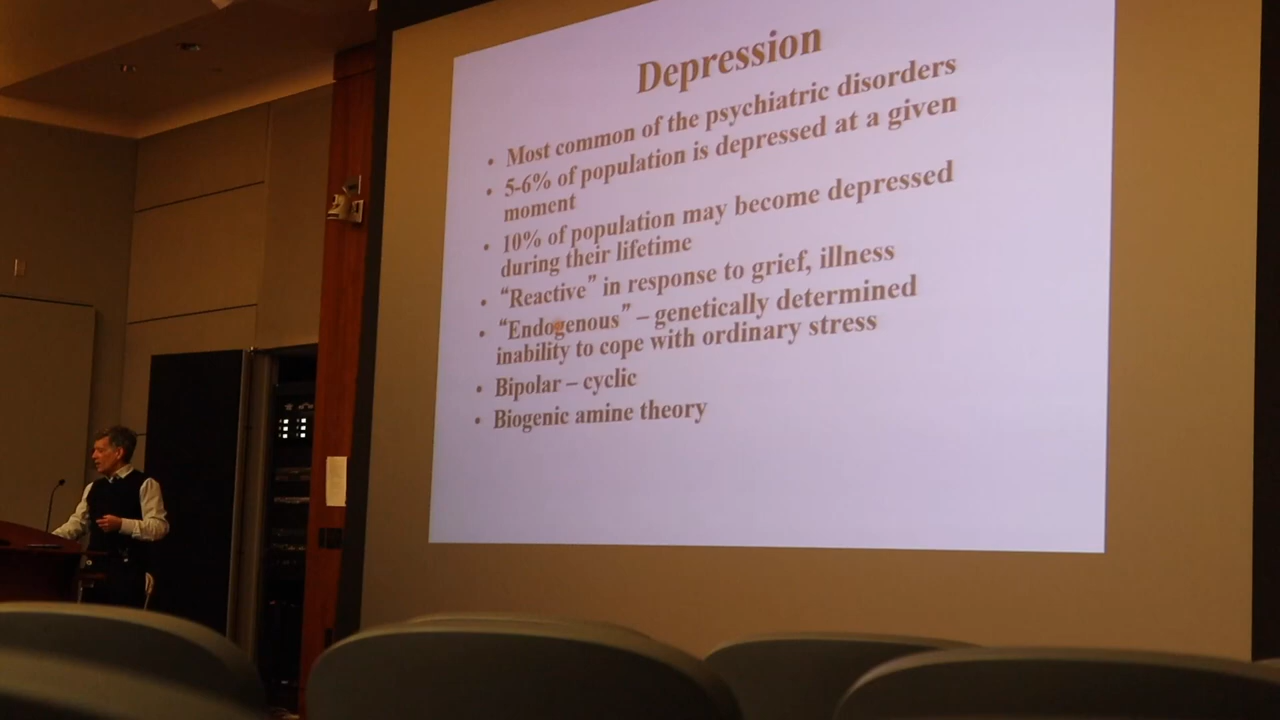 Depression
• Most common of the psychiatric disorders
• 5-6% of population is depressed at a given
moment
• 10% of population may become depressed
during their lifetime
• “Reactive” in response to grief, illness
• “Endogenous” – genetically determined
inability to cope with ordinary stress
• Bipolar – cyclic
• Biogenic amine theory